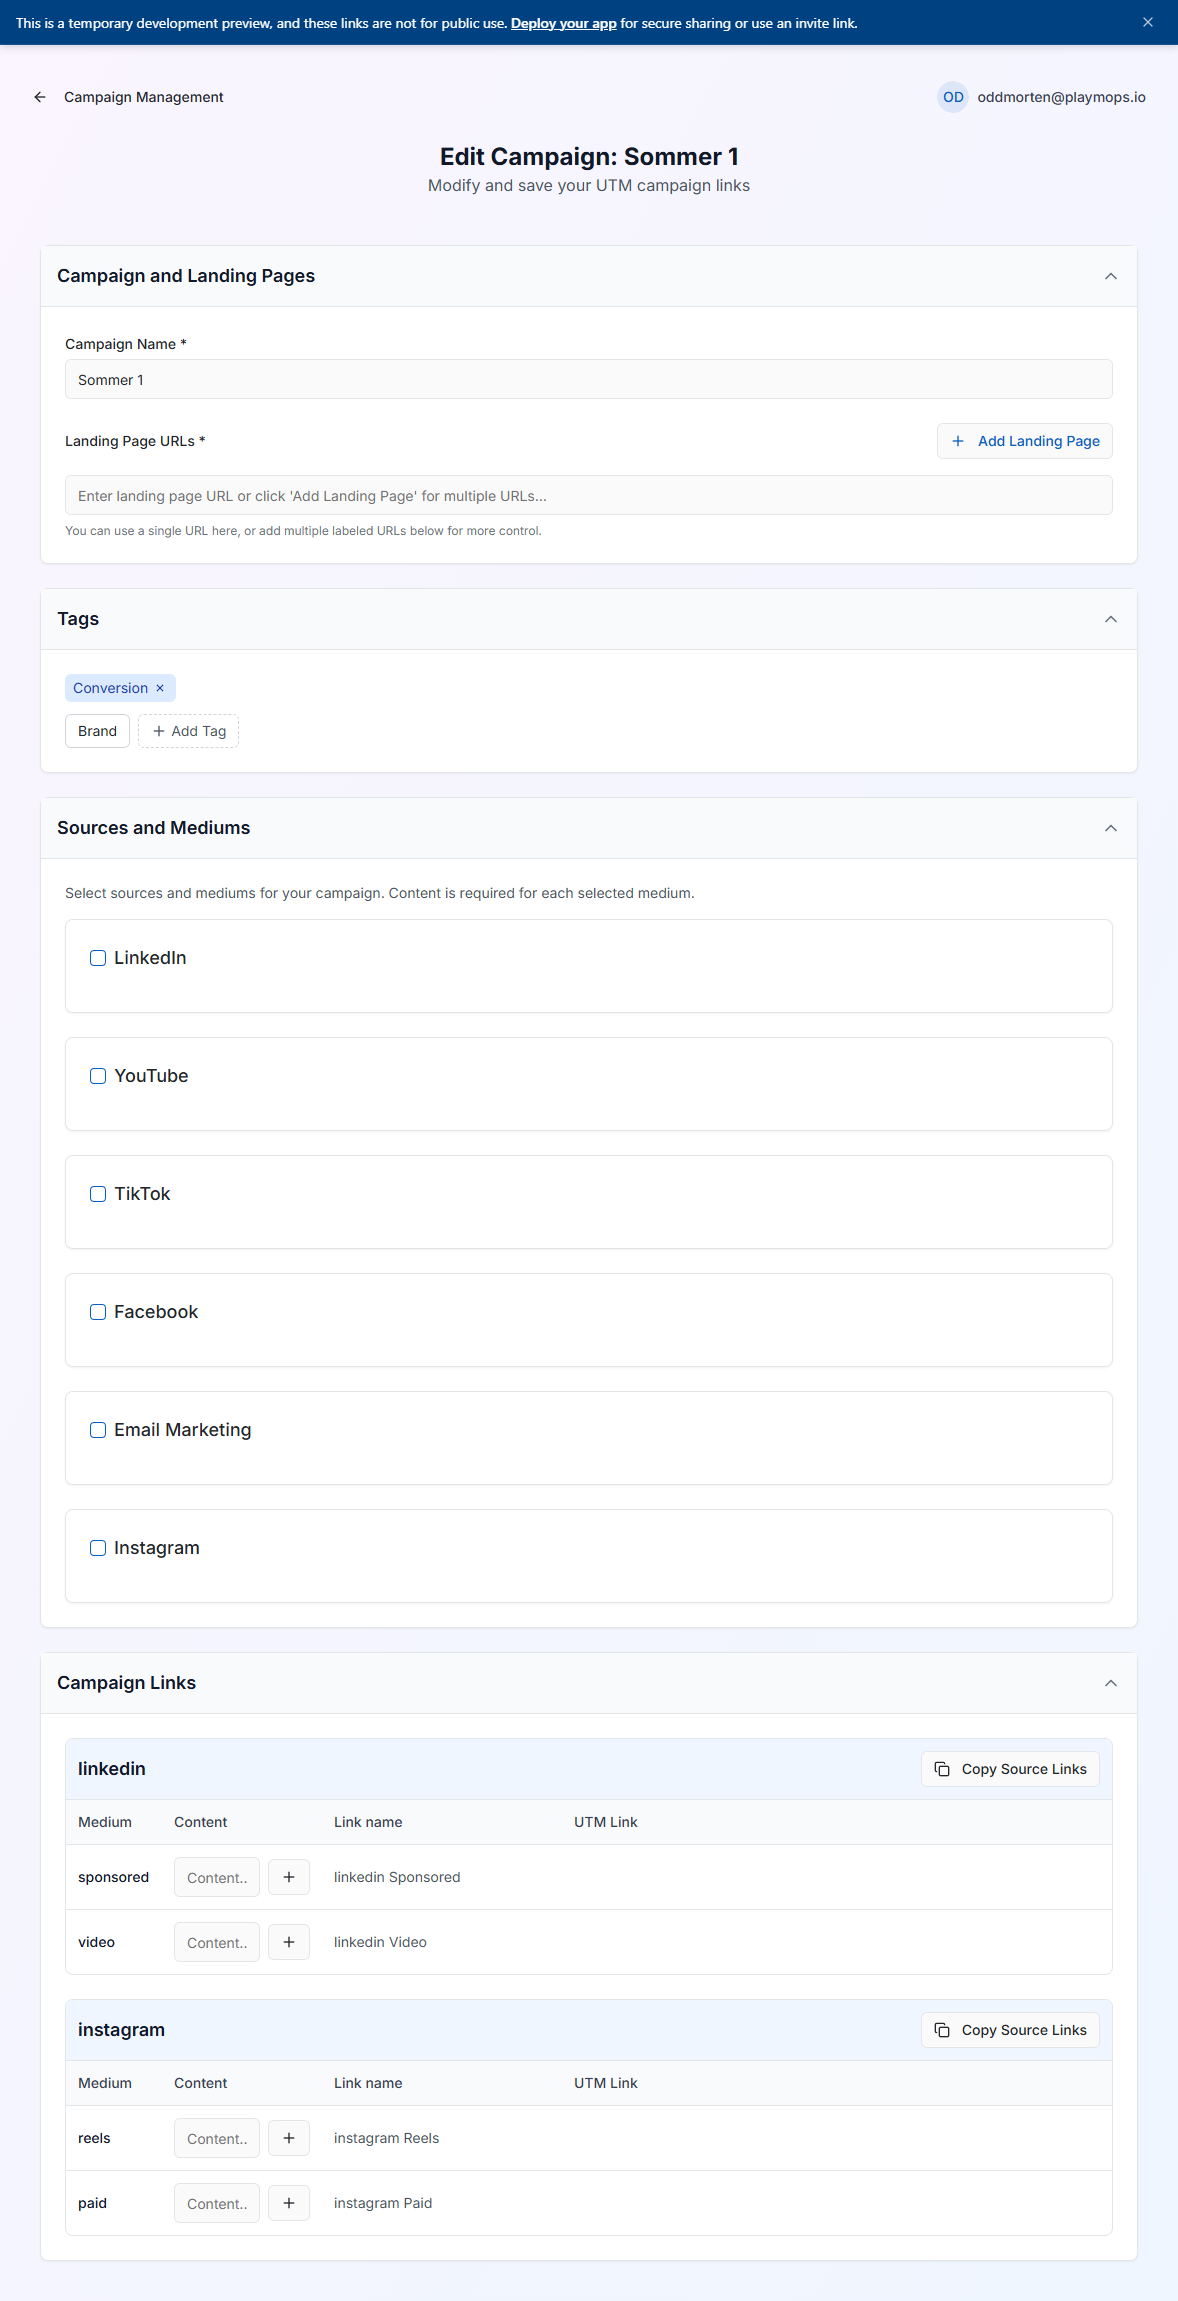 This is a temporary development preview, and these links are not for public use. Deploy your app for secure sharing or use an invite link.
Campaign Management
OD oddmorten@playmops.io
Edit Campaign: Sommer 1
Modify and save your UTM campaign links
Campaign and Landing Pages
Campaign Name *
Sommer 1
Landing Page URLs *
+ Add Landing Page
Enter landing page URL or click 'Add Landing Page' for multiple URLs...
You can use a single URL here, or add multiple labeled URLs below for more control.
Tags
Conversion ×
Brand + Add Tag
Sources and Mediums
Select sources and mediums for your campaign. Content is required for each selected medium.
LinkedIn
YouTube
TikTok
Facebook
Email Marketing
Instagram
Campaign Links
linkedin Copy Source Links
Medium Content Link name UTM Link
sponsored Content.. + linkedin Sponsored
video Content.. + linkedin Video
instagram Copy Source Links
Medium Content Link name UTM Link
reels Content.. + instagram Reels
paid Content.. + instagram Paid